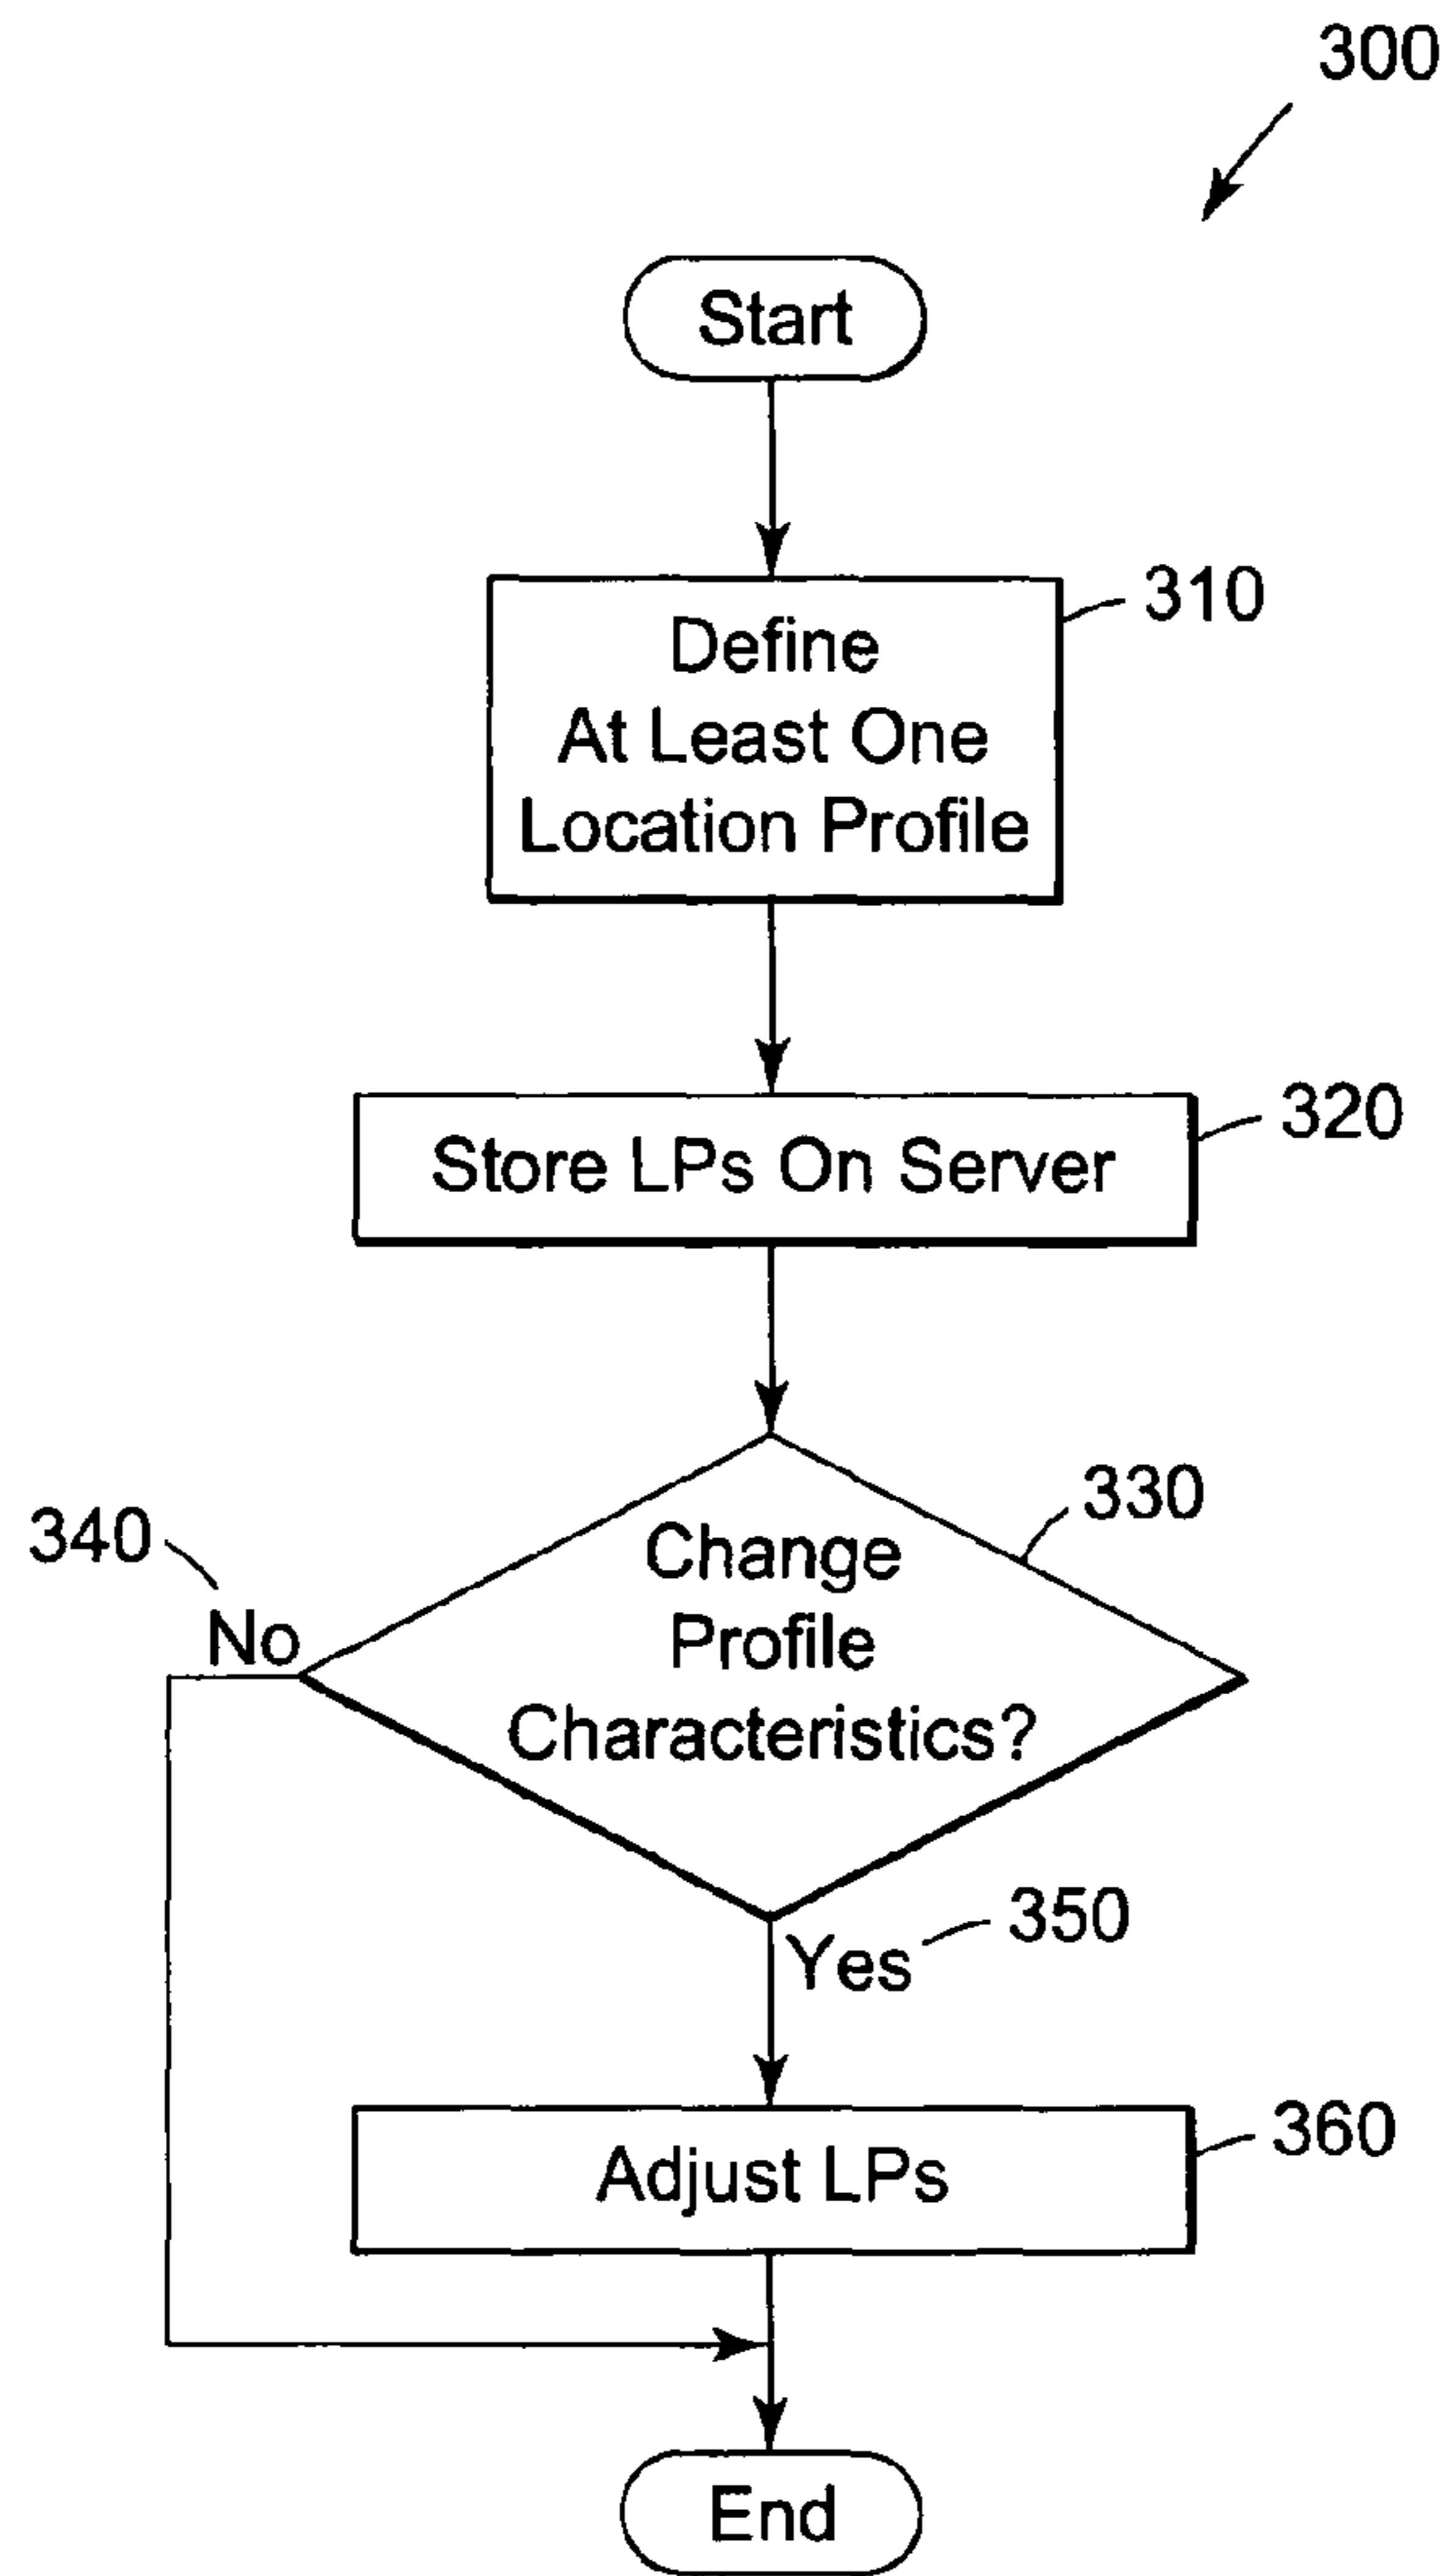 300
Start
310
Define
At Least One
Location Profile
320
Store LPs On Server
330
340
Change
Profile
Characteristics?
No
350
Yes
360
Adjust LPs
End